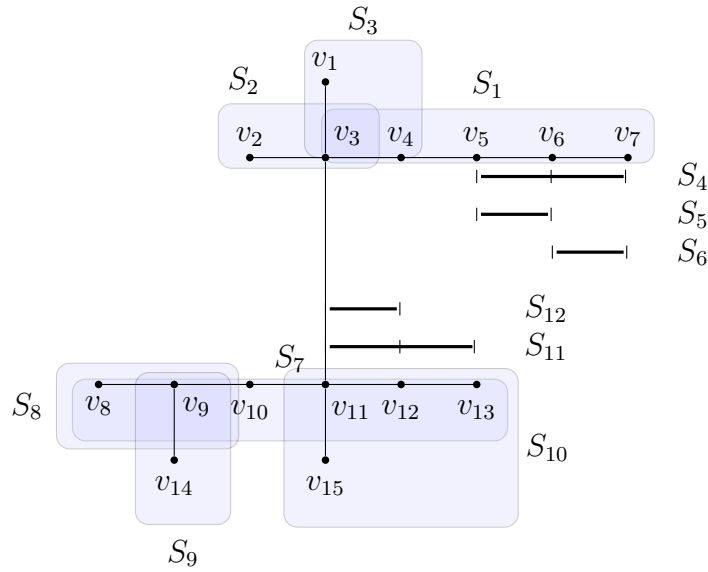 S₃
v₁
S₂ S₁
v₂ v₃ v₄ v₅ v₆ v₇
S₄
S₅
S₆
S₁₂
S₁₁
S₇
S₈ v₈ v₉ v₁₀ v₁₁ v₁₂ v₁₃
S₁₀
v₁₄ v₁₅
S₉